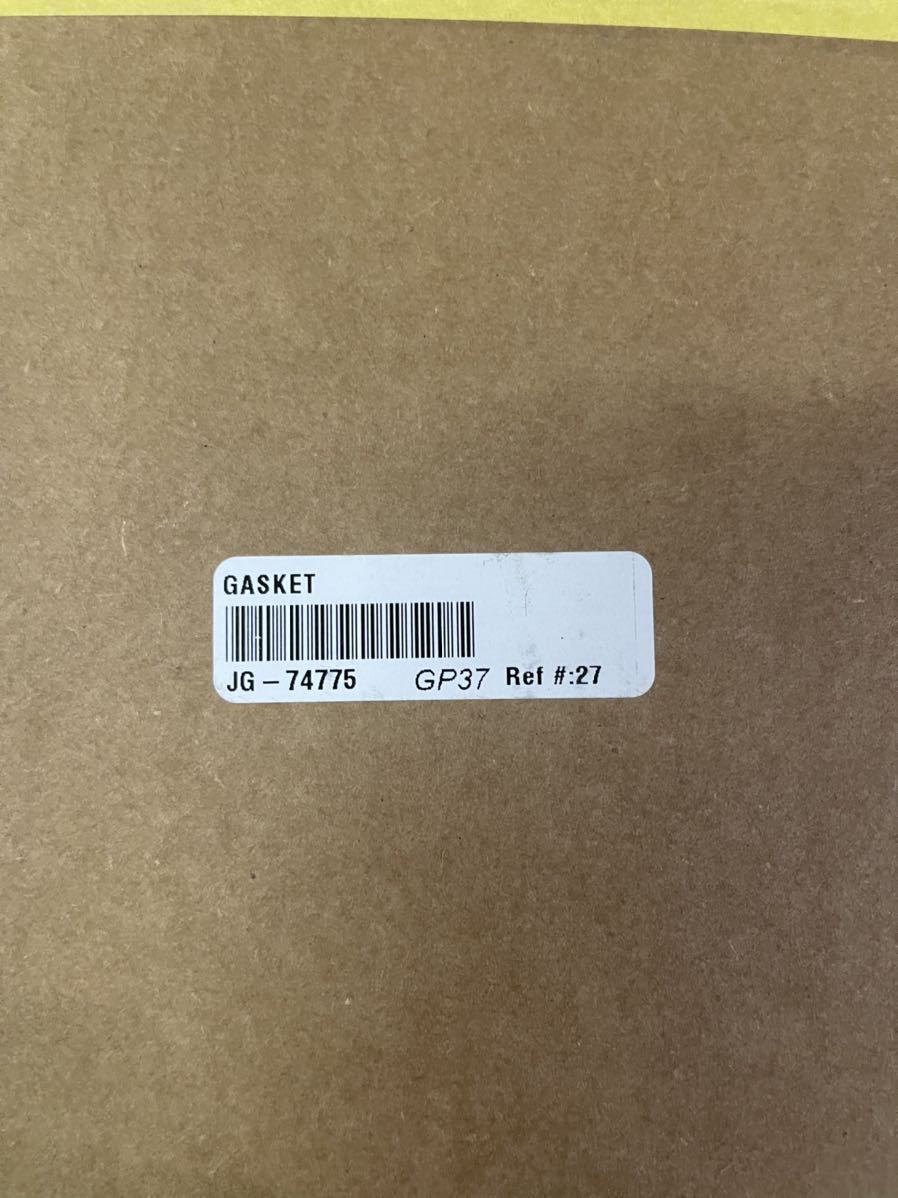 GASKET
JG – 74775 GP37 Ref #:27